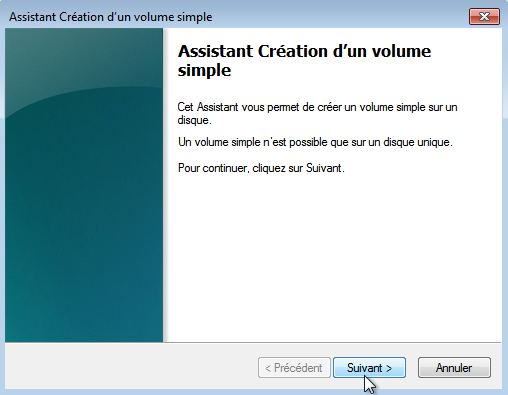 Assistant Création d'un volume simple
Assistant Création d'un volume
simple
Cet Assistant vous permet de créer un volume simple sur un
disque.
Un volume simple n'est possible que sur un disque unique.
Pour continuer, cliquez sur Suivant.
< Précédent
Suivant >
Annuler